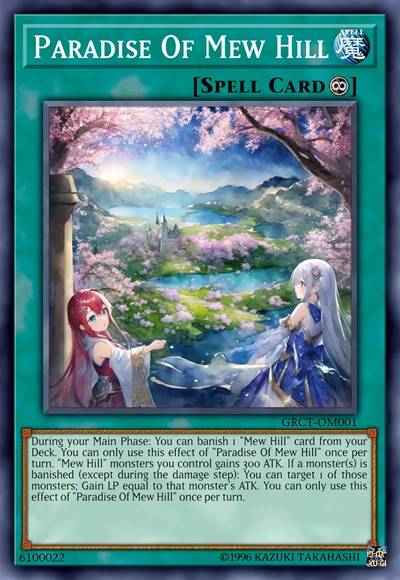 PARADISE OF MEW HILL
[SPELL CARD]
GRCT-OM001
During your Main Phase: You can banish 1 "Mew Hill" card from your
Deck. You can only use this effect of "Paradise Of Mew Hill" once per
turn. "Mew Hill" monsters you control gains 300 ATK. If a monster(s) is
banished (except during the damage step): You can target 1 of those
monsters; Gain LP equal to that monster's ATK. You can only use this
effect of "Paradise Of Mew Hill" once per turn.
6100022
©1996 KAZUKI TAKAHASHI